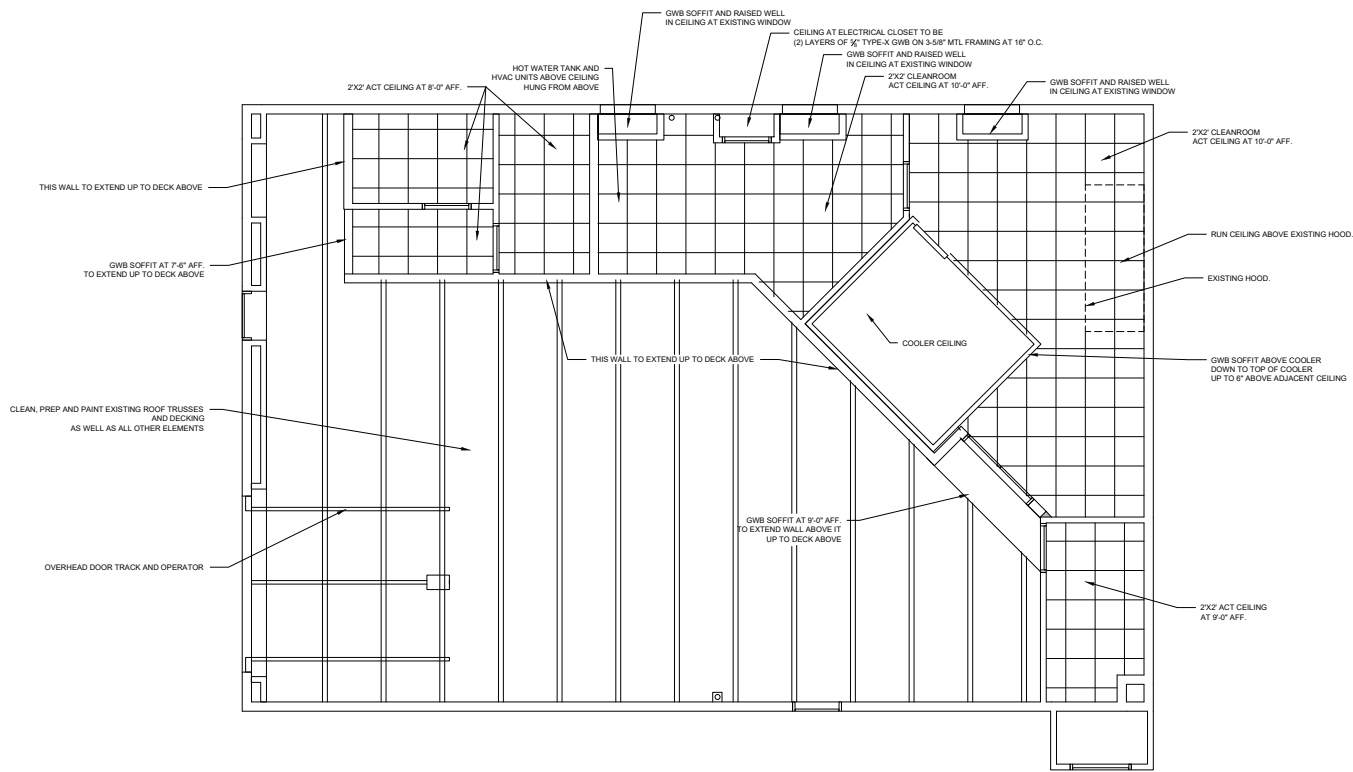 GWB SOFFIT AND RAISED WELL
IN CEILING AT EXISTING WINDOW
CEILING AT ELECTRICAL CLOSET TO BE
(2) LAYERS OF ⅝" TYPE-X GWB ON 3-5/8" MTL FRAMING AT 16" O.C.
GWB SOFFIT AND RAISED WELL
IN CEILING AT EXISTING WINDOW
HOT WATER TANK AND
HVAC UNITS ABOVE CEILING
HUNG FROM ABOVE
2'X2' CLEANROOM
ACT CEILING AT 10'-0" AFF.
GWB SOFFIT AND RAISED WELL
IN CEILING AT EXISTING WINDOW
2'X2' ACT CEILING AT 8'-0" AFF.
2'X2' CLEANROOM
ACT CEILING AT 10'-0" AFF.
THIS WALL TO EXTEND UP TO DECK ABOVE
RUN CEILING ABOVE EXISTING HOOD.
GWB SOFFIT AT 7'-6" AFF.
TO EXTEND UP TO DECK ABOVE
EXISTING HOOD.
COOLER CEILING
THIS WALL TO EXTEND UP TO DECK ABOVE
GWB SOFFIT ABOVE COOLER
DOWN TO TOP OF COOLER
UP TO 6" ABOVE ADJACENT CEILING
CLEAN, PREP AND PAINT EXISTING ROOF TRUSSES
AND DECKING
AS WELL AS ALL OTHER ELEMENTS
GWB SOFFIT AT 9'-0" AFF.
TO EXTEND WALL ABOVE IT
UP TO DECK ABOVE
OVERHEAD DOOR TRACK AND OPERATOR
2'X2' ACT CEILING
AT 9'-0" AFF.